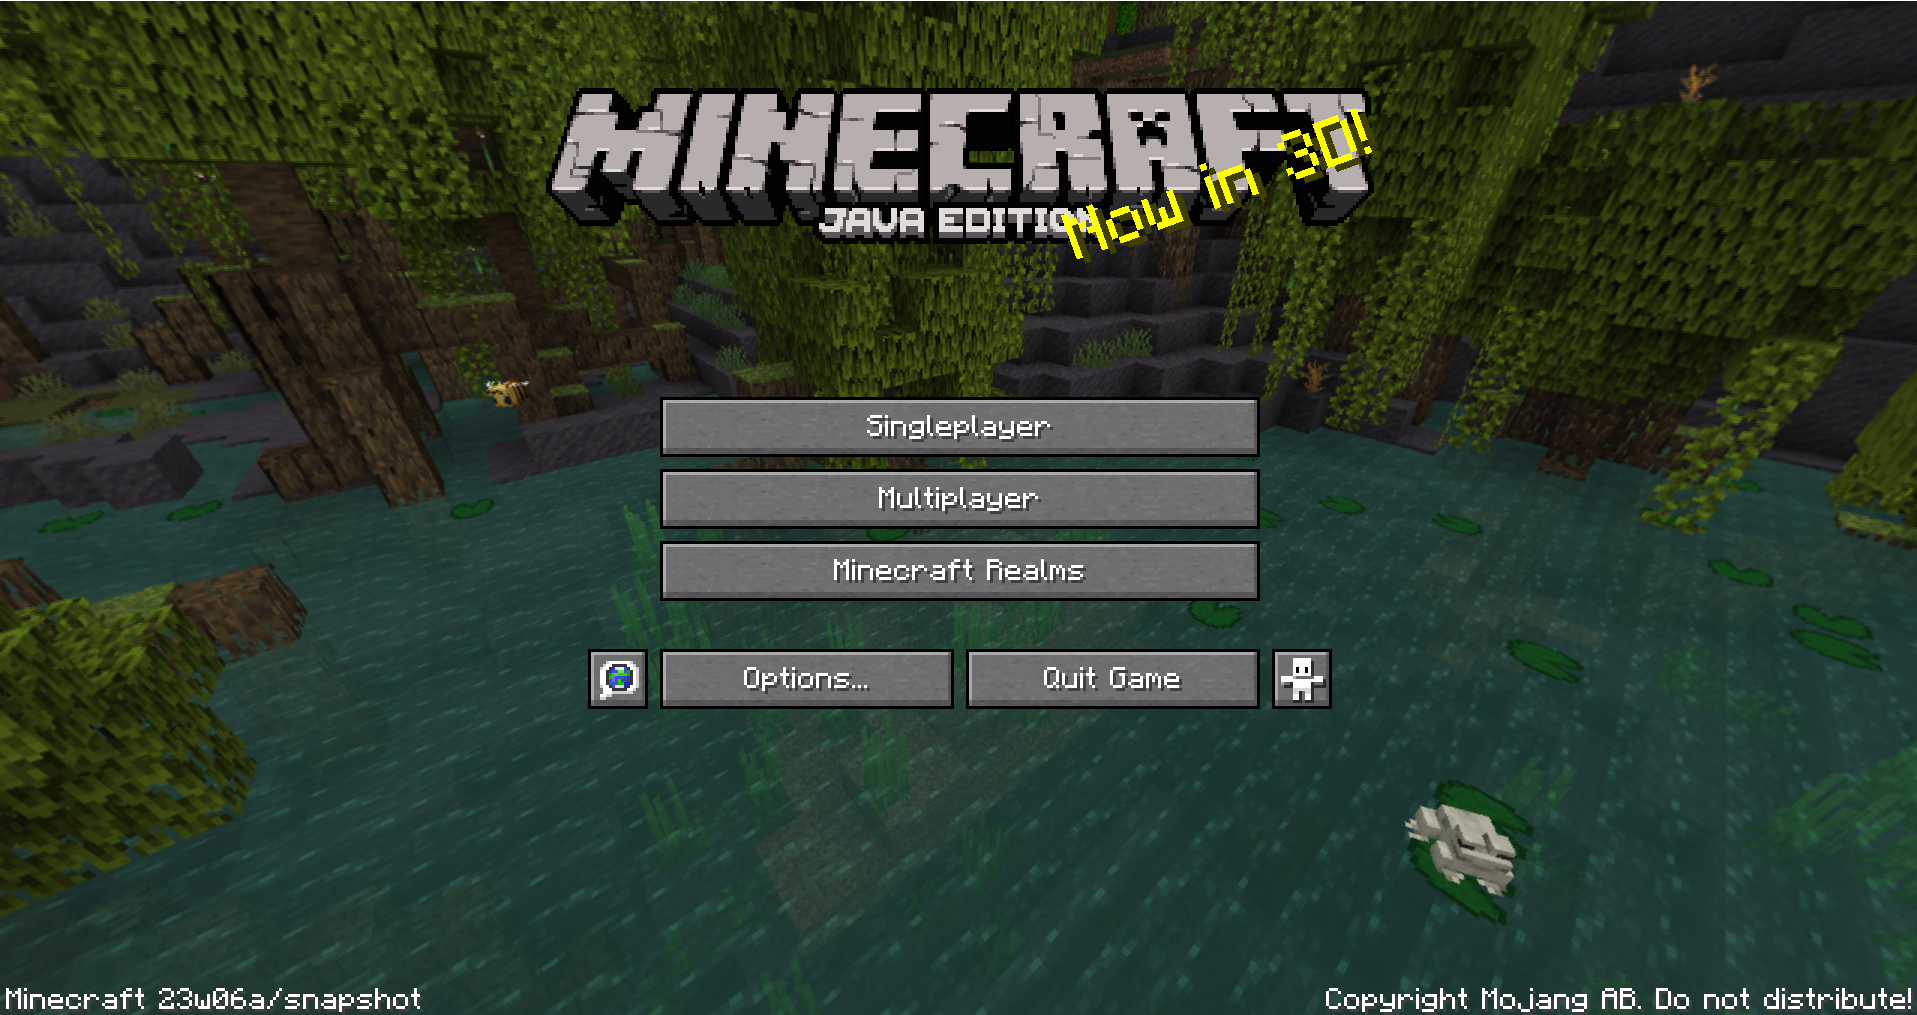 MINECRAFT
JAVA EDITION
Now in 3D!
Singleplayer
Multiplayer
Minecraft Realms
Options...
Quit Game
Minecraft 23w06a/snapshot
Copyright Mojang AB. Do not distribute!